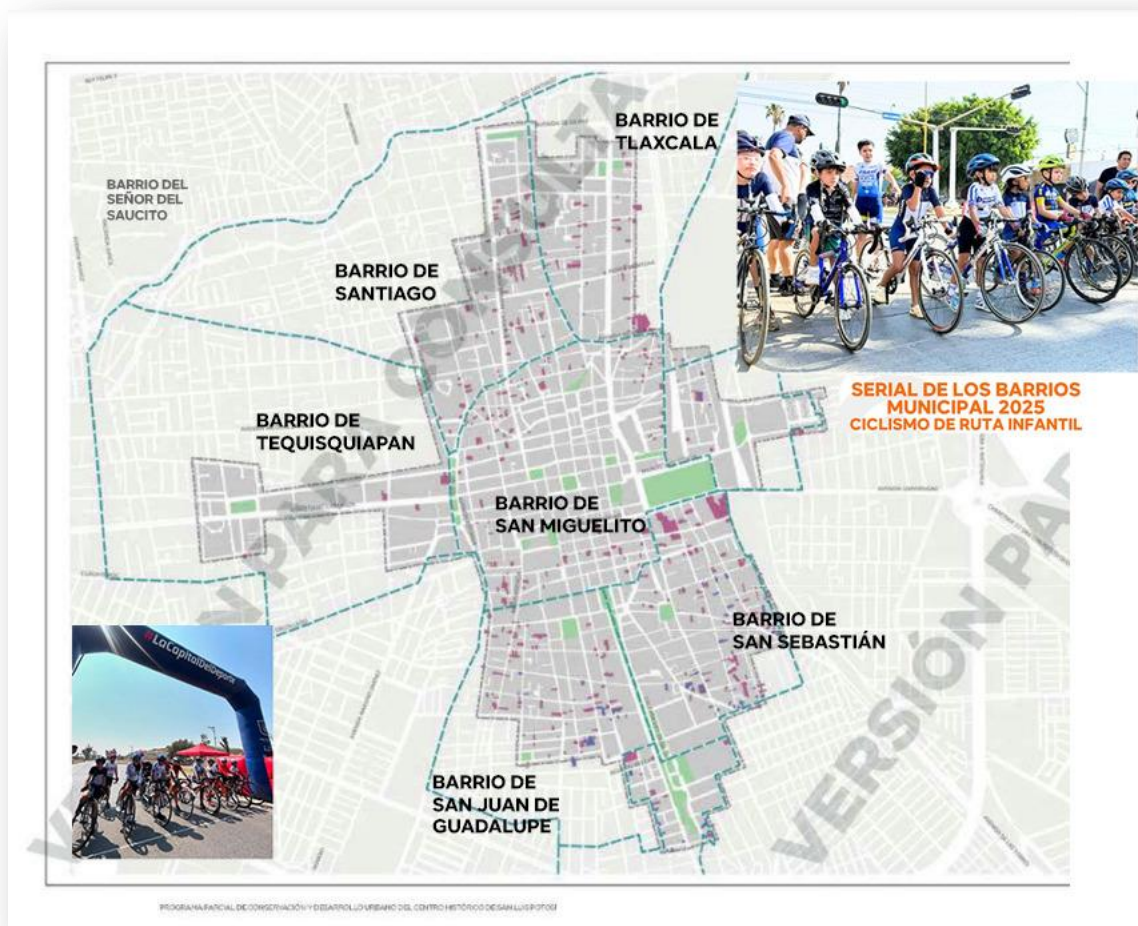 BARRIO DE
TLAXCALA
BARRIO DEL
SEÑOR DEL
SAUCITO
BARRIO DE
SANTIAGO
SERIAL DE LOS BARRIOS
MUNICIPAL 2025
CICLISMO DE RUTA INFANTIL
BARRIO DE
TEQUISQUIAPAN
BARRIO DE
SAN MIGUELITO
BARRIO DE
SAN SEBASTIÁN
#LaCapitalDelDeporte
BARRIO DE
SAN JUAN DE
GUADALUPE
PARA CONSULTA
VERSIÓN PA
PROGRAMA PARCIAL DE CONSERVACIÓN Y DESARROLLO URBANO DEL CENTRO HISTÓRICO DE SAN LUIS POTOSÍ